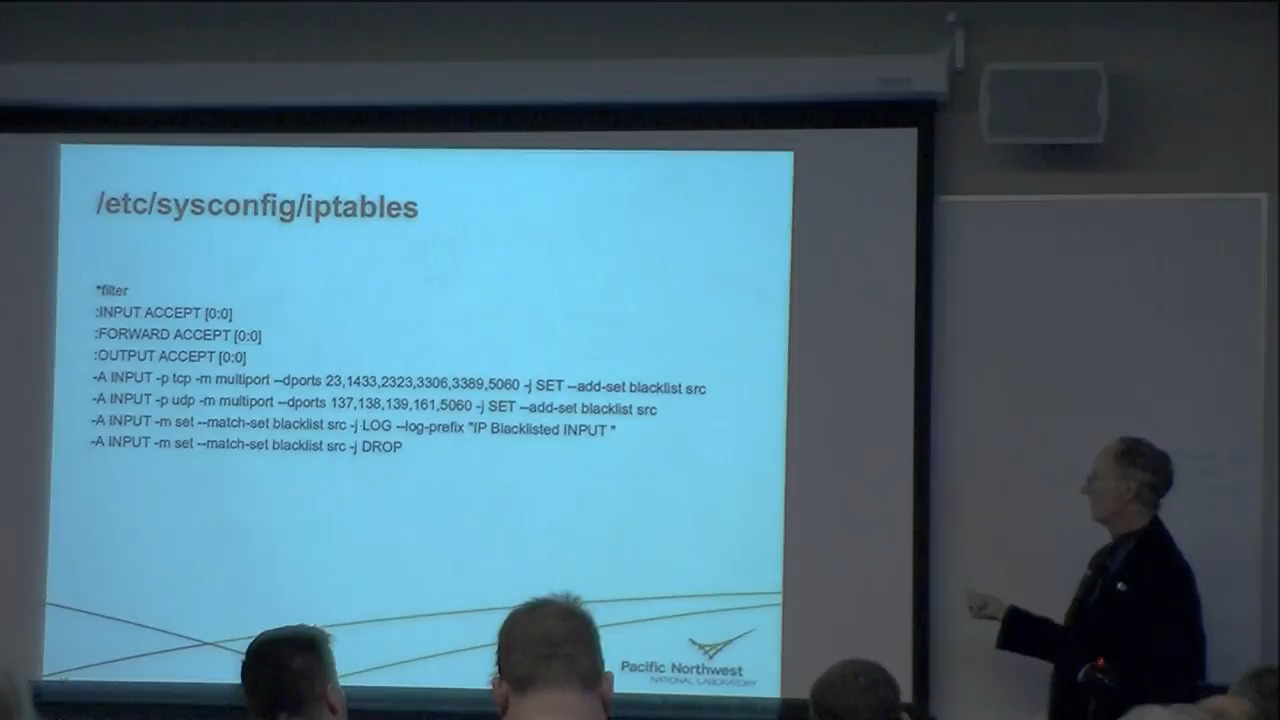 /etc/sysconfig/iptables
*filter
:INPUT ACCEPT [0:0]
:FORWARD ACCEPT [0:0]
:OUTPUT ACCEPT [0:0]
-A INPUT -p tcp -m multiport --dports 23,1433,2323,3306,3389,5060 -j SET --add-set blacklist src
-A INPUT -p udp -m multiport --dports 137,138,139,161,5060 -j SET --add-set blacklist src
-A INPUT -m set --match-set blacklist src -j LOG --log-prefix "IP Blacklisted INPUT "
-A INPUT -m set --match-set blacklist src -j DROP
Pacific Northwest
NATIONAL LABORATORY